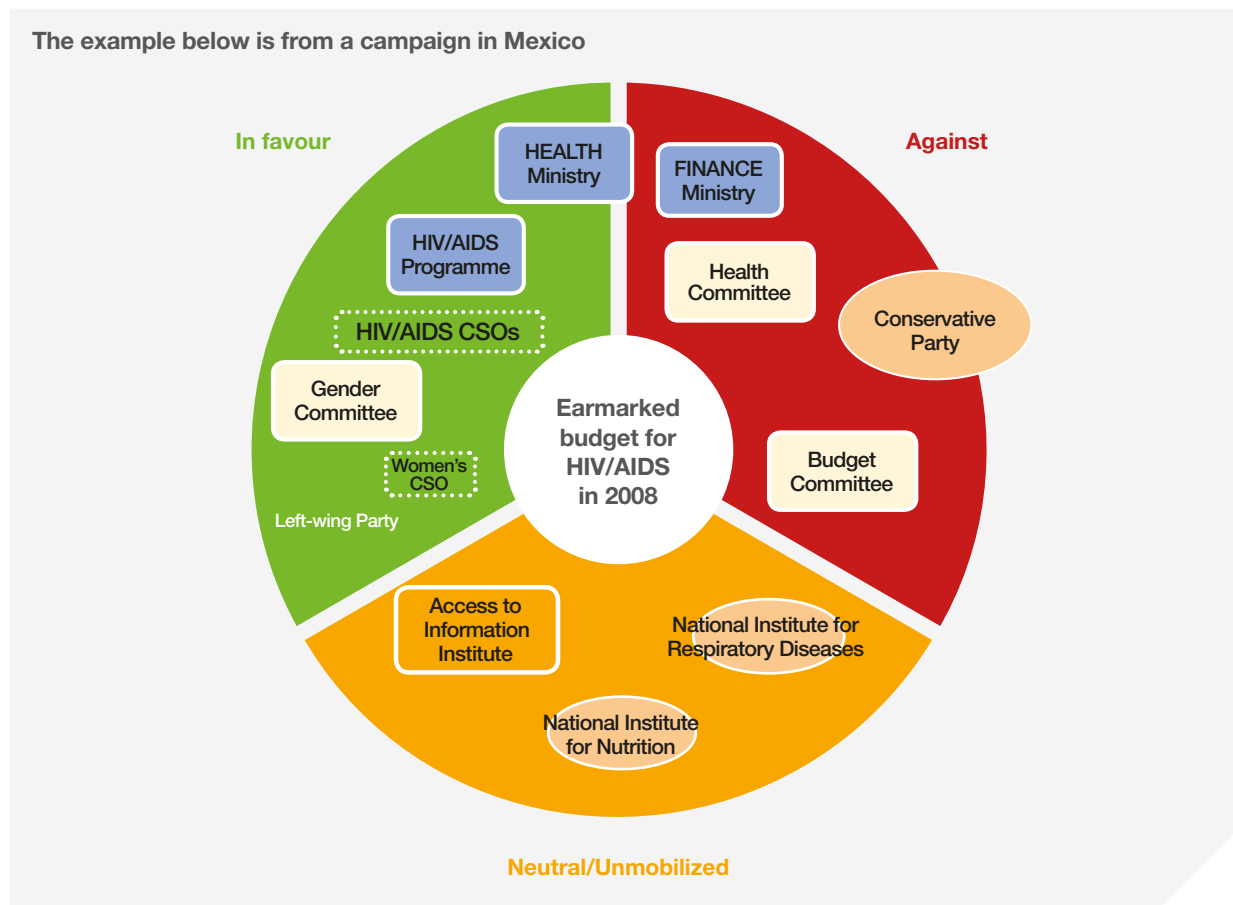 The example below is from a campaign in Mexico
In favour
Against
HEALTH
Ministry
FINANCE
Ministry
HIV/AIDS
Programme
Health
Committee
HIV/AIDS CSOs
Conservative
Party
Gender
Committee
Earmarked
budget for
HIV/AIDS
in 2008
Women's
CSO
Budget
Committee
Left-wing Party
Access to
Information
Institute
National Institute for
Respiratory Diseases
National Institute
for Nutrition
Neutral/Unmobilized